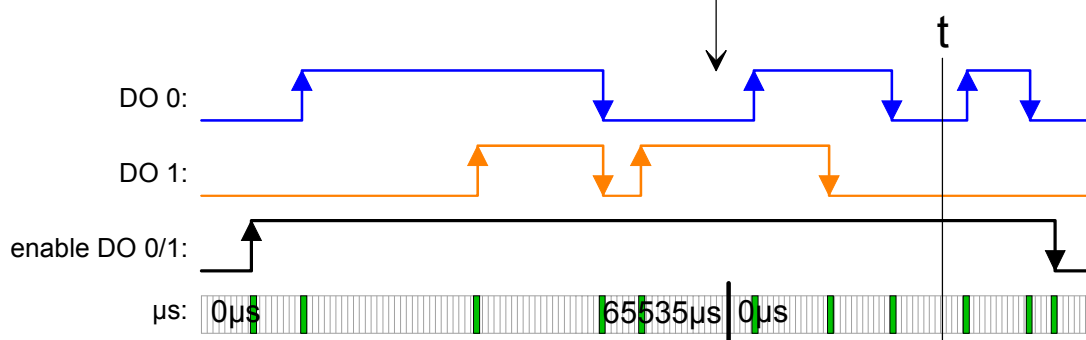 t
DO 0:
DO 1:
enable DO 0/1:
µs: 0µs 65535µs 0µs